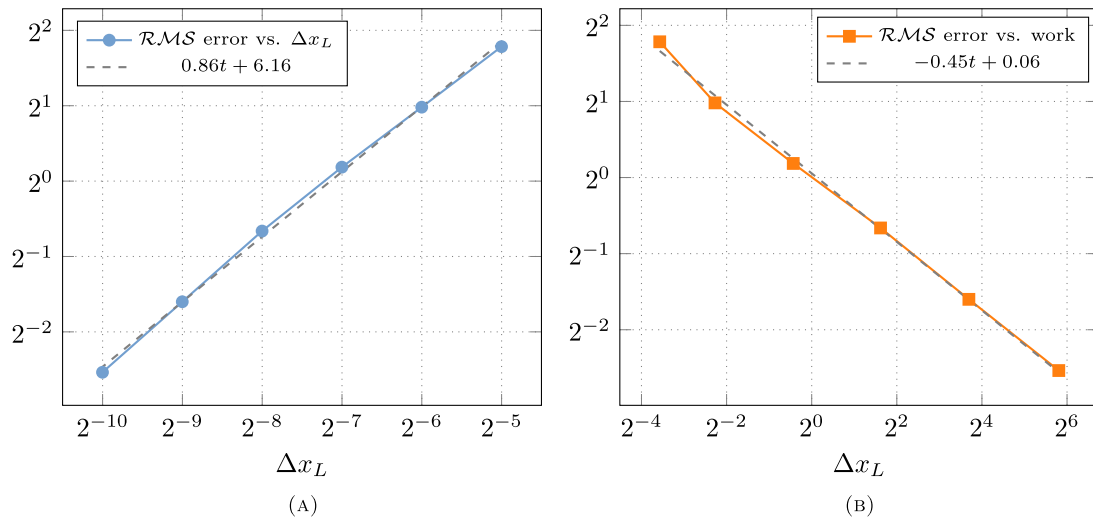 2^2
2^1
2^0
2^{-1}
2^{-2}
RMS error vs. Δx_L
0.86t + 6.16
2^{-10} 2^{-9} 2^{-8} 2^{-7} 2^{-6} 2^{-5}
Δx_L
(A)
2^2
2^1
2^0
2^{-1}
2^{-2}
RMS error vs. work
−0.45t + 0.06
2^{-4} 2^{-2} 2^0 2^2 2^4 2^6
Δx_L
(B)